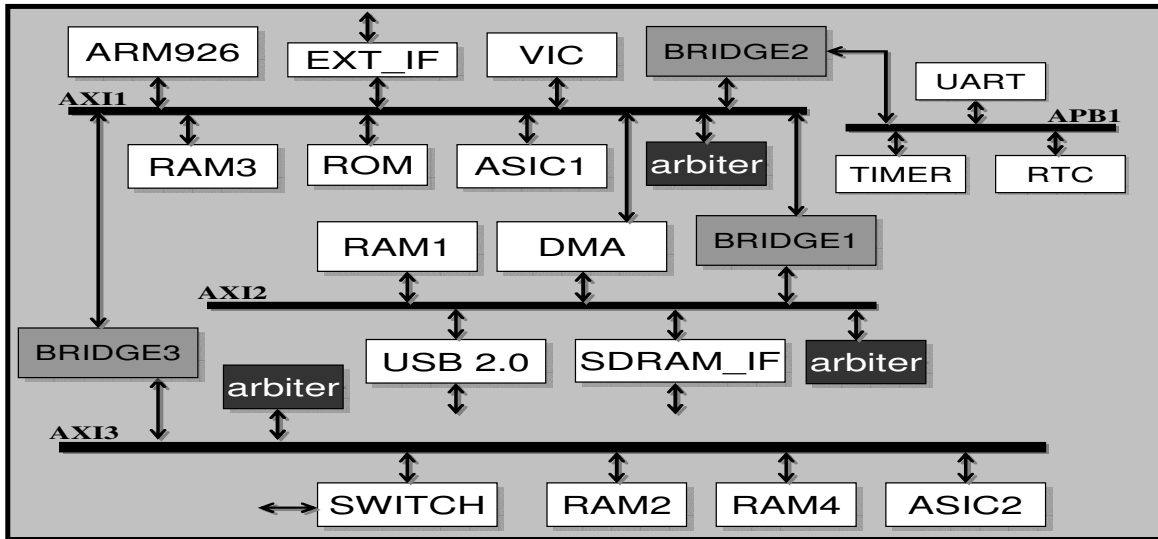 ARM926
EXT_IF
VIC
BRIDGE2
UART
AXI1
APB1
RAM3
ROM
ASIC1
arbiter
TIMER
RTC
RAM1
DMA
BRIDGE1
AXI2
BRIDGE3
USB 2.0
SDRAM_IF
arbiter
arbiter
AXI3
SWITCH
RAM2
RAM4
ASIC2